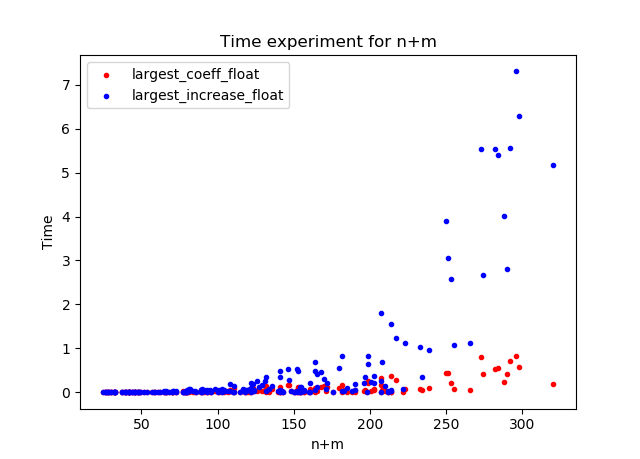 Time experiment for n+m
largest_coeff_float
largest_increase_float
7
6
5
4
3
2
1
0
Time
50
100
150
200
250
300
n+m